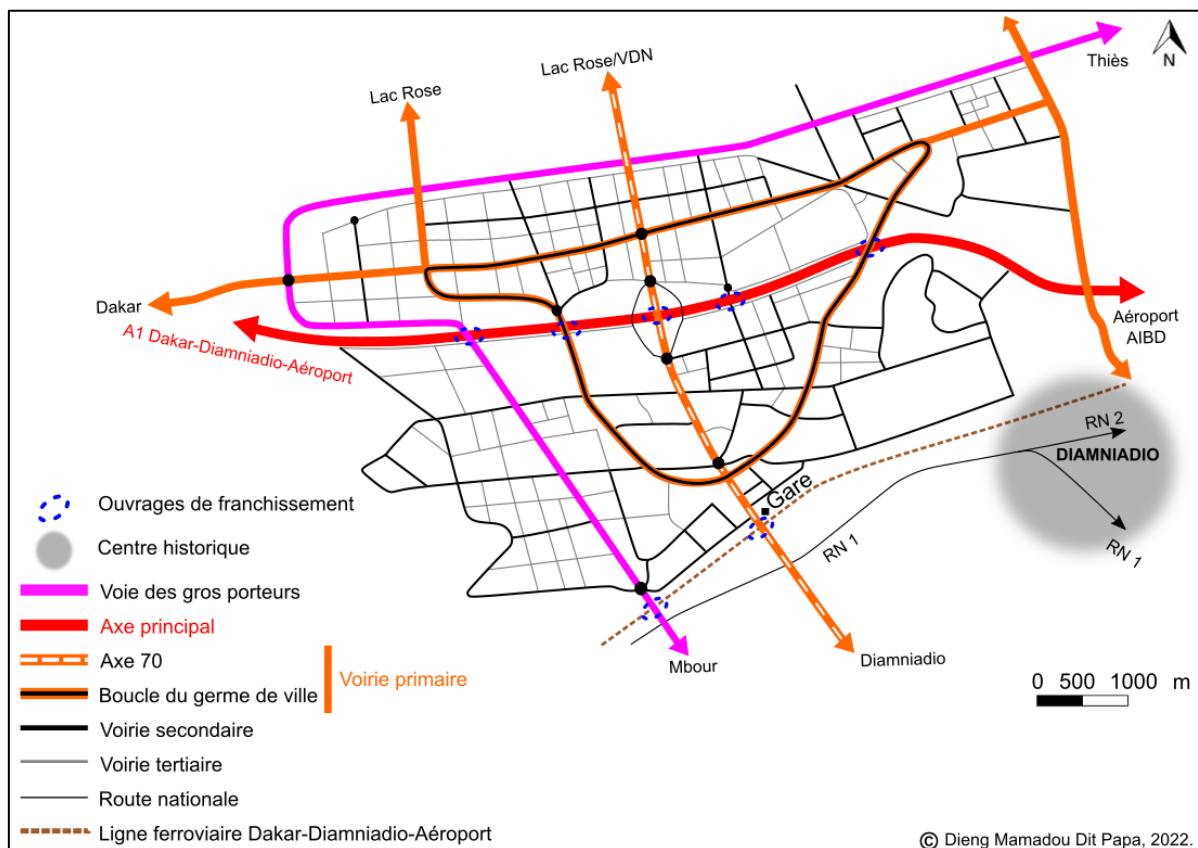 Lac Rose/VDN
Thiès
N
Lac Rose
Dakar
A1 Dakar-Diamniadio-Aéroport
Aéroport
AIBD
RN 2
DIAMNIADIO
RN 1
Gare
RN 1
Mbour
Diamniadio
Ouvrages de franchissement
Centre historique
Voie des gros porteurs
Axe principal
Axe 70
Boucle du germe de ville
Voirie primaire
Voirie secondaire
Voirie tertiaire
Route nationale
Ligne ferroviaire Dakar-Diamniadio-Aéroport
0 500 1000 m
© Dieng Mamadou Dit Papa, 2022.